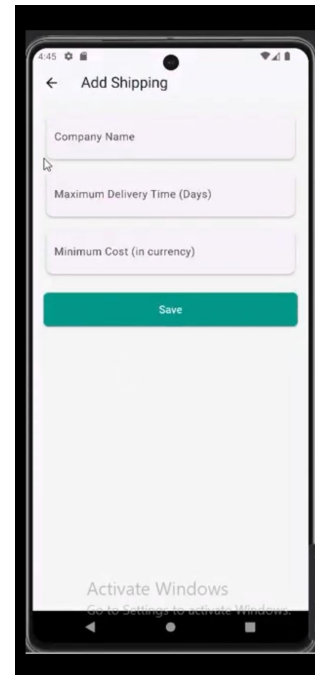 4:45
Add Shipping
Company Name
Maximum Delivery Time (Days)
Minimum Cost (in currency)
Save
Activate Windows
Go to Settings to activate Windows.